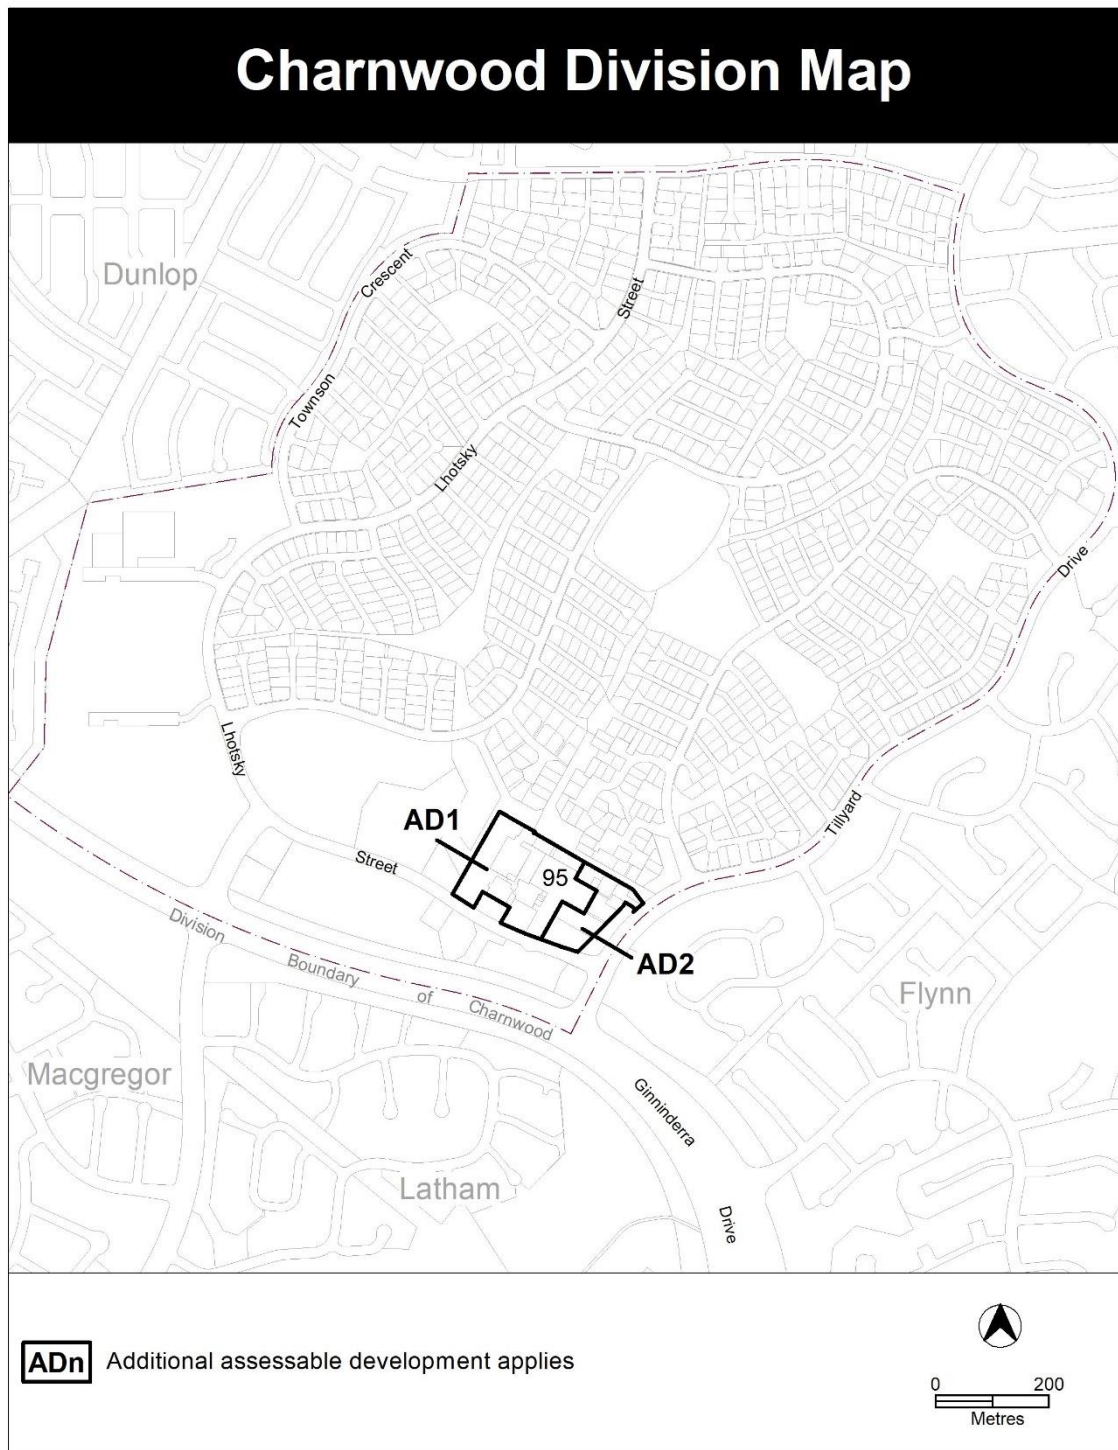 Charnwood Division Map
Dunlop
Crescent
Townson
Street
Lhotsky
Drive
Lhotsky
Tillyard
AD1
Street
95
AD2
Division
Boundary
of
Charnwood
Flynn
Macgregor
Ginninderra
Latham
Drive
ADn Additional assessable development applies
0 200
Metres